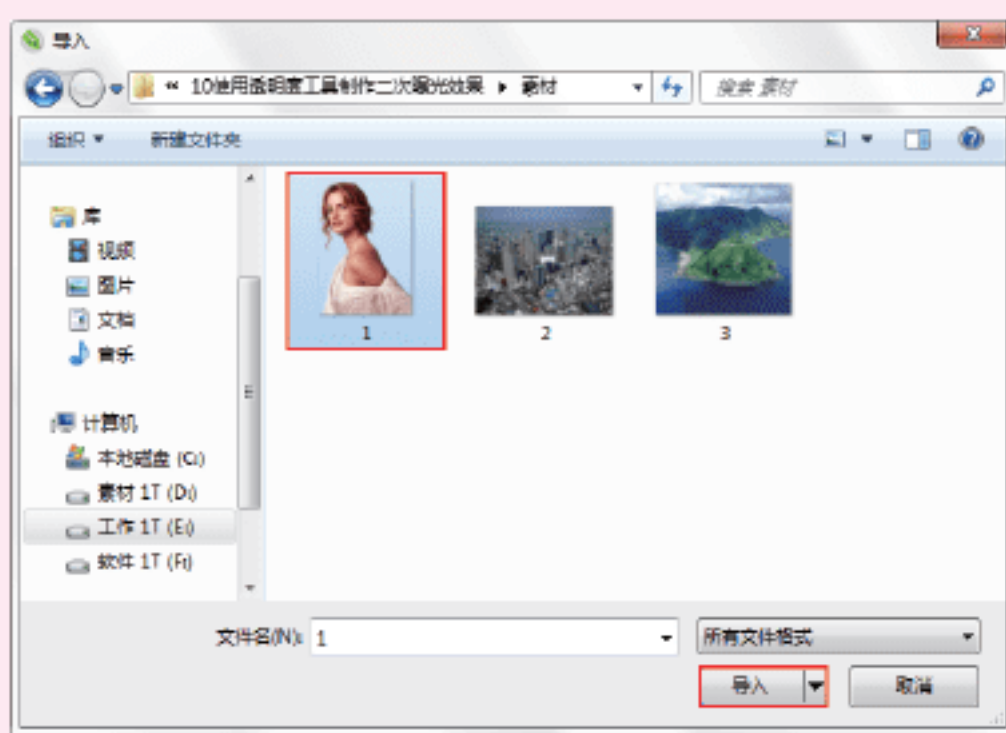 导入
« 10使用透明度工具制作二次曝光效果 ▸ 素材
搜索 素材
组织
新建文件夹
库
视频
图片
文档
音乐
计算机
本地磁盘 (C:)
素材 1T (D:)
工作 1T (E:)
软件 1T (F:)
1
2
3
文件名(N): 1
所有文件格式
导入
取消